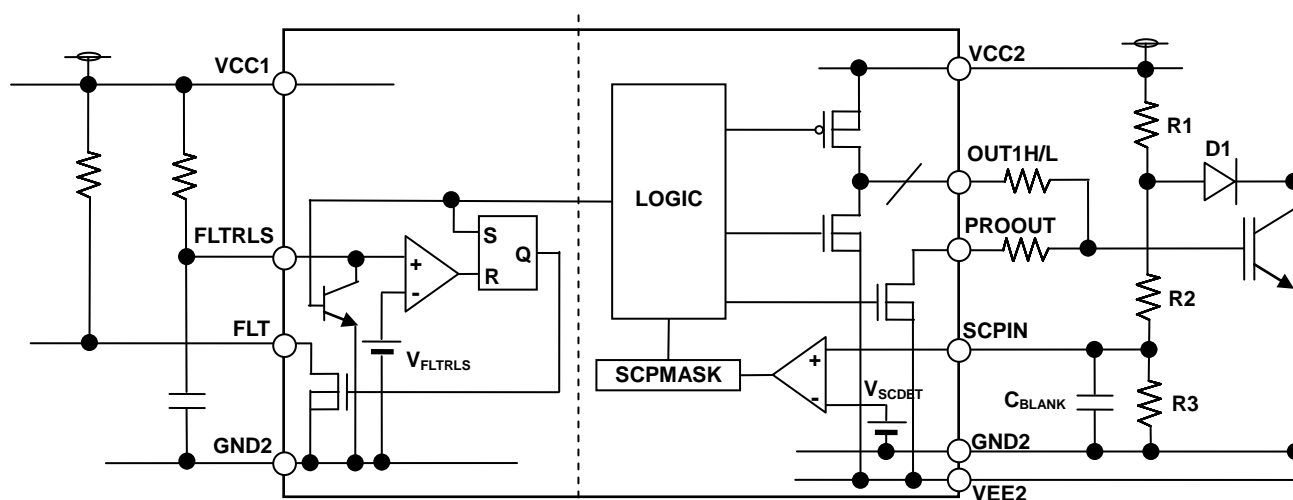 VCC1
VCC2
R1
D1
OUT1H/L
LOGIC
PROOUT
FLTRLS
S
Q
R
+
-
R2
FLT
SCPIN
VFLTRLS
SCPMASK
+
-
VSCDET
CBLANK
R3
GND2
GND2
VEE2